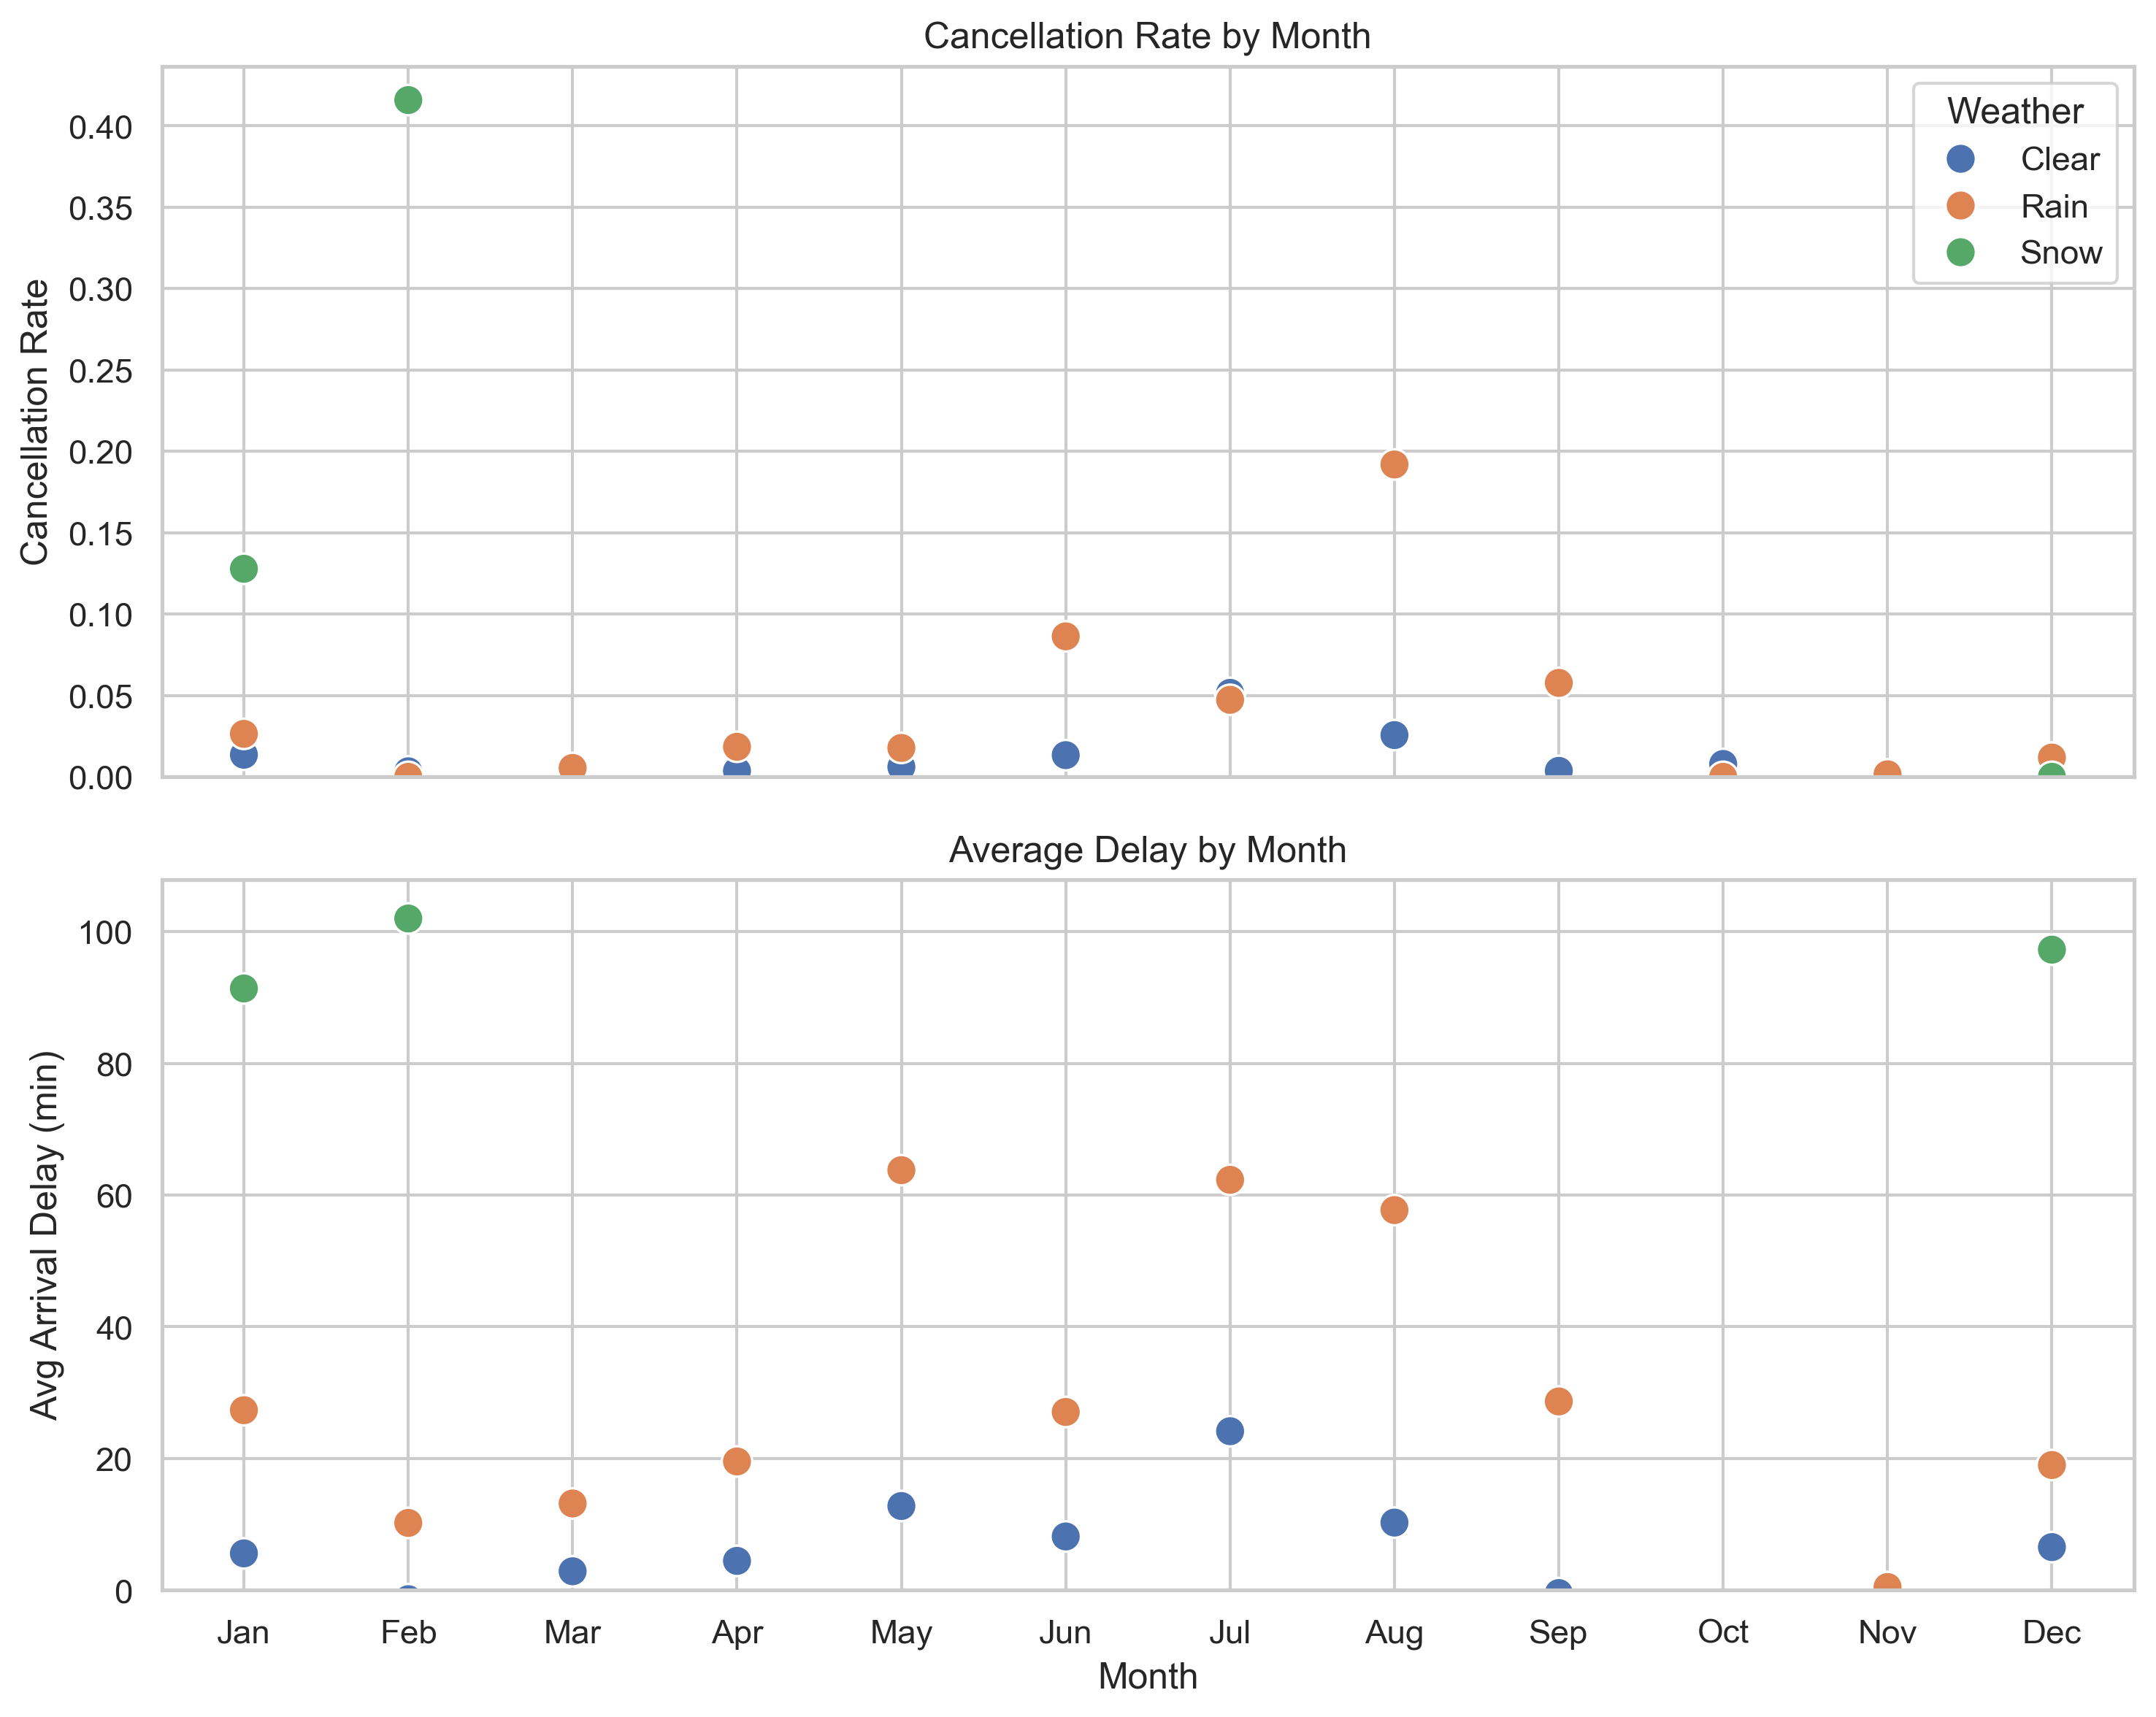 Cancellation Rate by Month
Cancellation Rate
0.40
0.35
0.30
0.25
0.20
0.15
0.10
0.05
0.00
Weather
Clear
Rain
Snow
Average Delay by Month
Avg Arrival Delay (min)
100
80
60
40
20
0
Jan Feb Mar Apr May Jun Jul Aug Sep Oct Nov Dec
Month